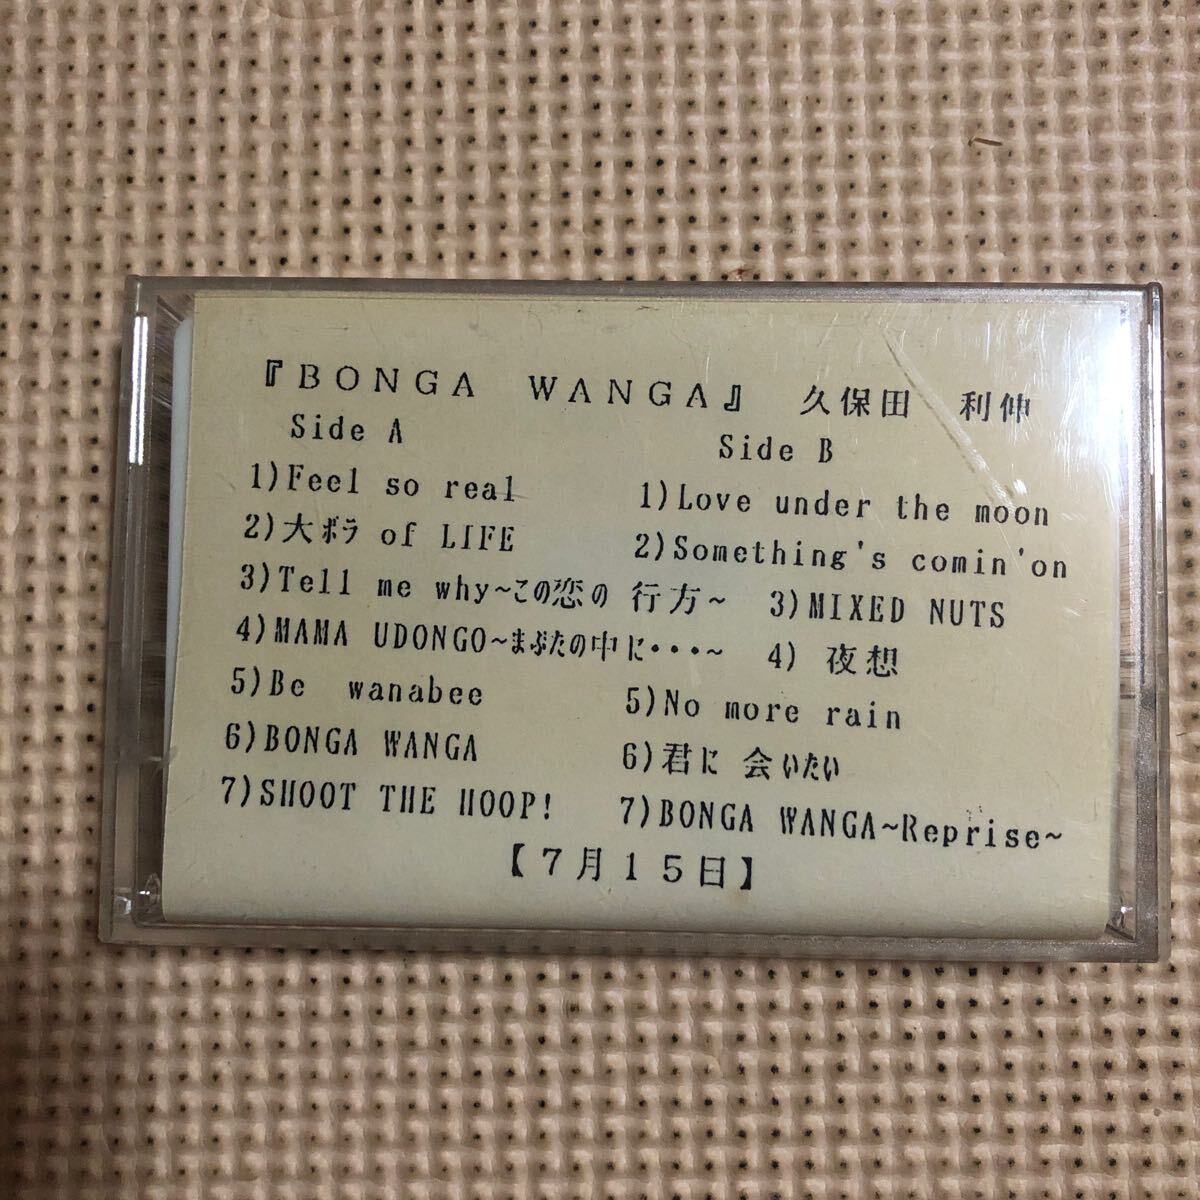 『ＢＯＮＧＡ　ＷＡＮＧＡ』　久保田　利伸
Side A
1)Feel so real
2)大ﾎﾞﾗ of LIFE
3)Tell me why~この恋の 行方~
4)MAMA UDONGO~まぶたの中に・・・~
5)Be wanabee
6)BONGA WANGA
7)SHOOT THE HOOP!
Side B
1)Love under the moon
2)Something's comin'on
3)MIXED NUTS
4) 夜想
5)No more rain
6)君に 会いたい
7)BONGA WANGA~Reprise~
【７月１５日】